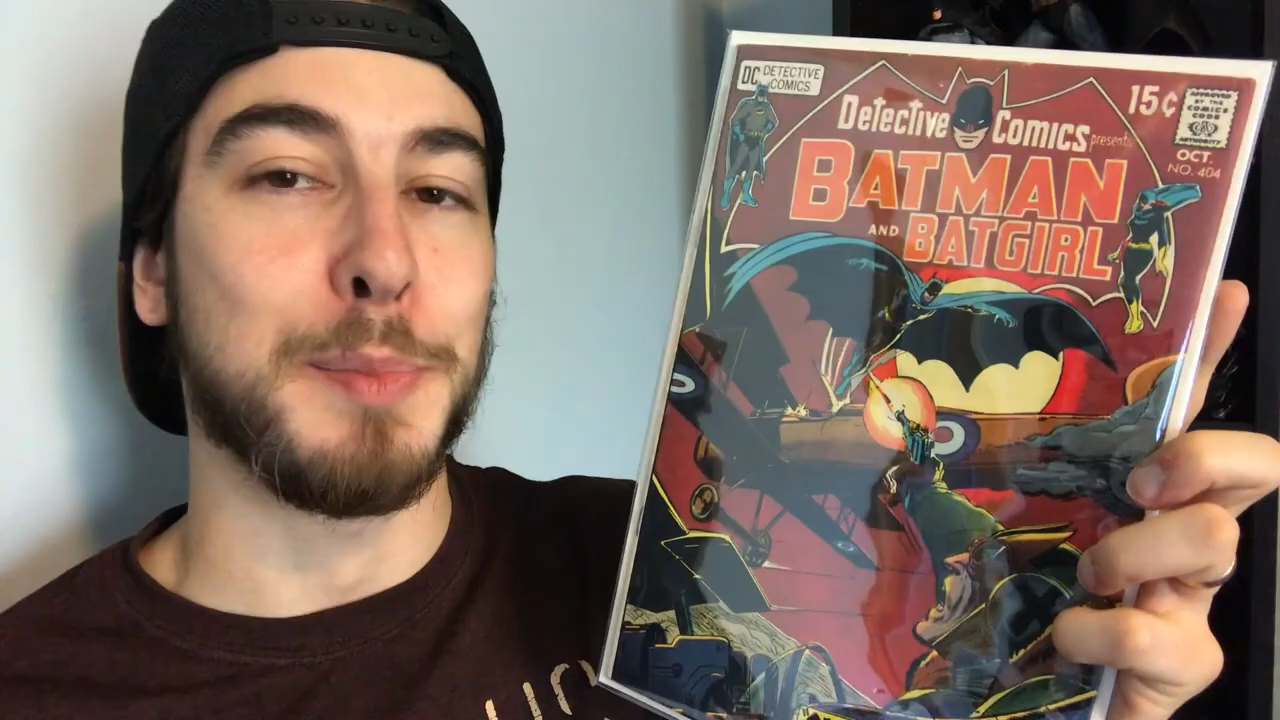 DC DETECTIVE
COMICS
15¢
APPROVED
BY THE
COMICS
CODE
AUTHORITY
OCT.
NO. 404
Detective Comics presents
BATMAN
AND BATGIRL